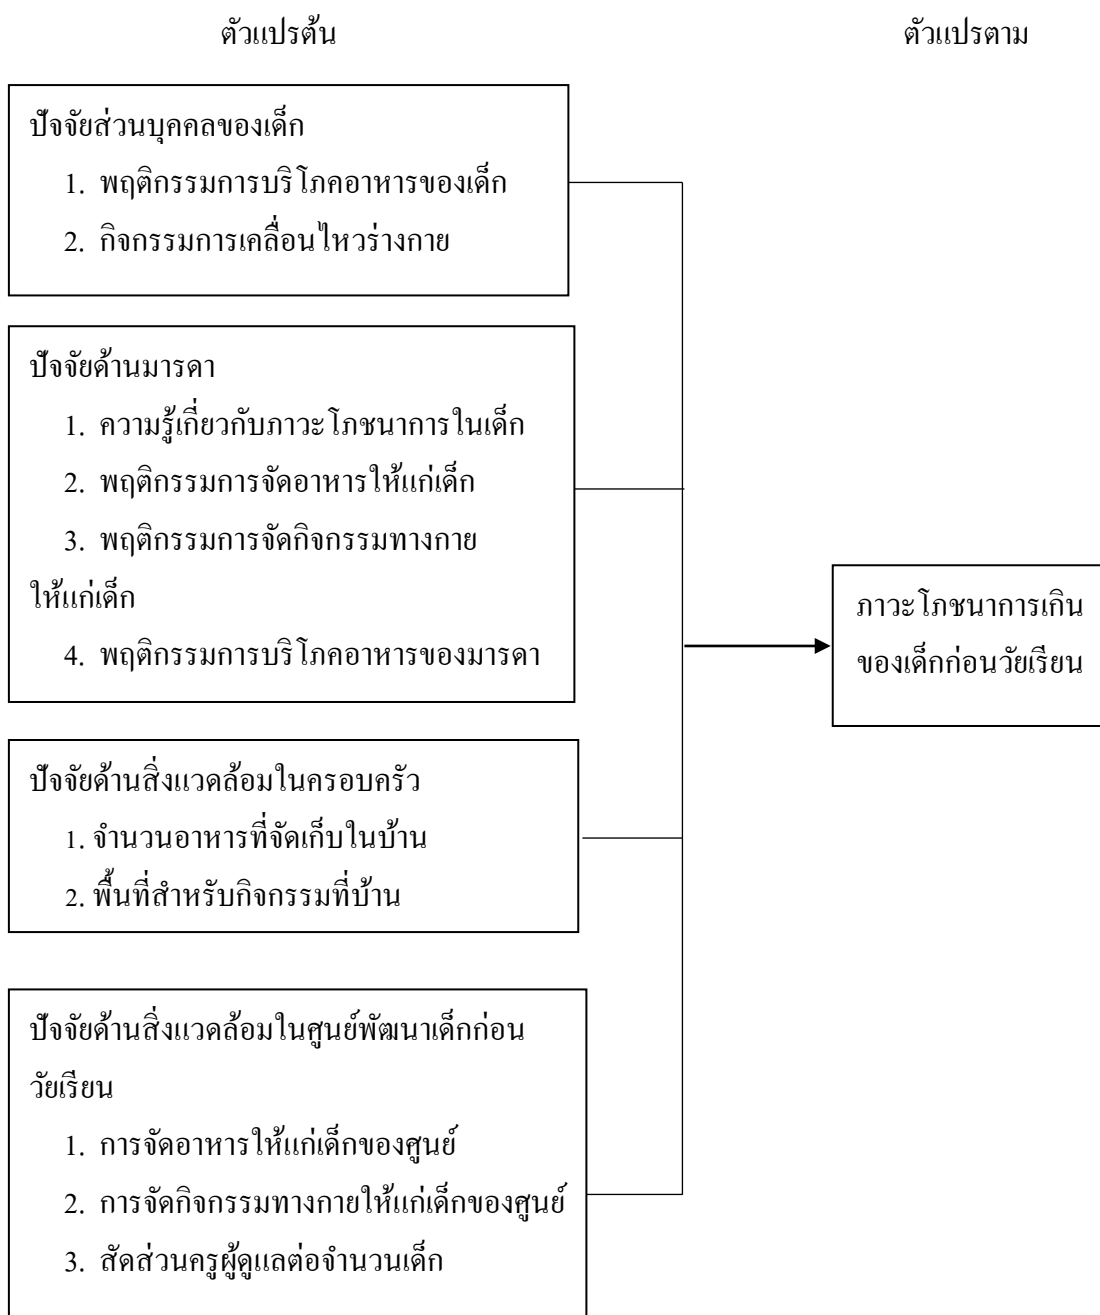 ตัวแปรต้น
ตัวแปรตาม
ปัจจัยส่วนบุคคลของเด็ก
1. พฤติกรรมการบริโภคอาหารของเด็ก
2. กิจกรรมการเคลื่อนไหวร่างกาย
ปัจจัยด้านมารดา
1. ความรู้เกี่ยวกับภาวะโภชนาการในเด็ก
2. พฤติกรรมการจัดอาหารให้แก่เด็ก
3. พฤติกรรมการจัดกิจกรรมทางกาย
ให้แก่เด็ก
4. พฤติกรรมการบริโภคอาหารของมารดา
ปัจจัยด้านสิ่งแวดล้อมในครอบครัว
1. จำนวนอาหารที่จัดเก็บในบ้าน
2. พื้นที่สำหรับกิจกรรมที่บ้าน
ปัจจัยด้านสิ่งแวดล้อมในศูนย์พัฒนาเด็กก่อน
วัยเรียน
1. การจัดอาหารให้แก่เด็กของศูนย์
2. การจัดกิจกรรมทางกายให้แก่เด็กของศูนย์
3. สัดส่วนครูผู้ดูแลต่อจำนวนเด็ก
ภาวะโภชนาการเกิน
ของเด็กก่อนวัยเรียน